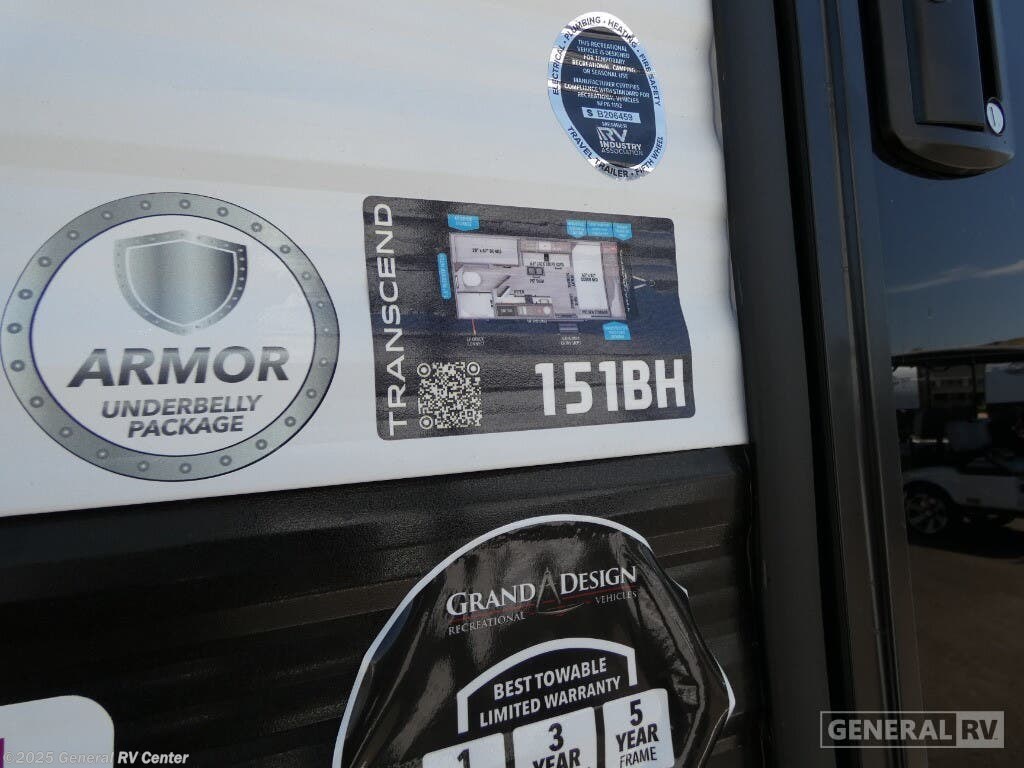 ELECTRICAL • PLUMBING • HEATING • FIRE SAFETY
THIS RECREATIONAL
VEHICLE IS DESIGNED
FOR TEMPORARY
RECREATIONAL, CAMPING,
OR SEASONAL USE
MANUFACTURER CERTIFIES
COMPLIANCE WITH STANDARD FOR
RECREATIONAL VEHICLES
NFPA 1192
S B206459
MEMBER
RV
INDUSTRY
ASSOCIATION
TRAVEL TRAILER • FIFTH WHEEL
ARMOR
UNDERBELLY
PACKAGE
TRANSCEND
151BH
GRAND DESIGN
RECREATIONAL VEHICLES
BEST TOWABLE
LIMITED WARRANTY
1
3
YEAR
5
YEAR
FRAME
GENERAL RV
©2025 General RV Center